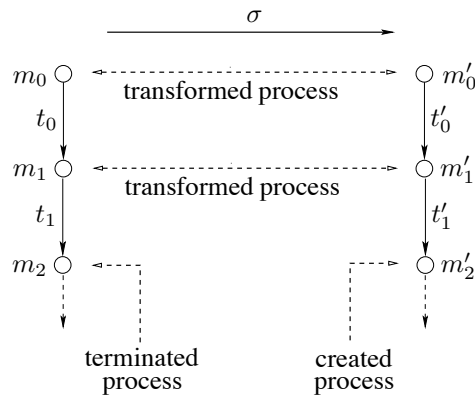 σ
m₀ m′₀
transformed process
t₀ t′₀
m₁ m′₁
transformed process
t₁ t′₁
m₂ m′₂
terminated process
created process